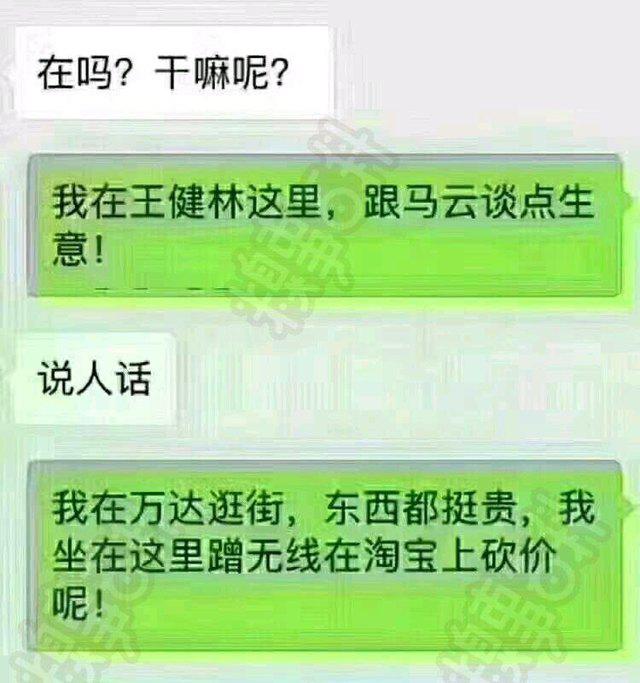 在吗？干嘛呢？
我在王健林这里，跟马云谈点生
意！
说人话
我在万达逛街，东西都挺贵，我
坐在这里蹭无线在淘宝上砍价
呢！